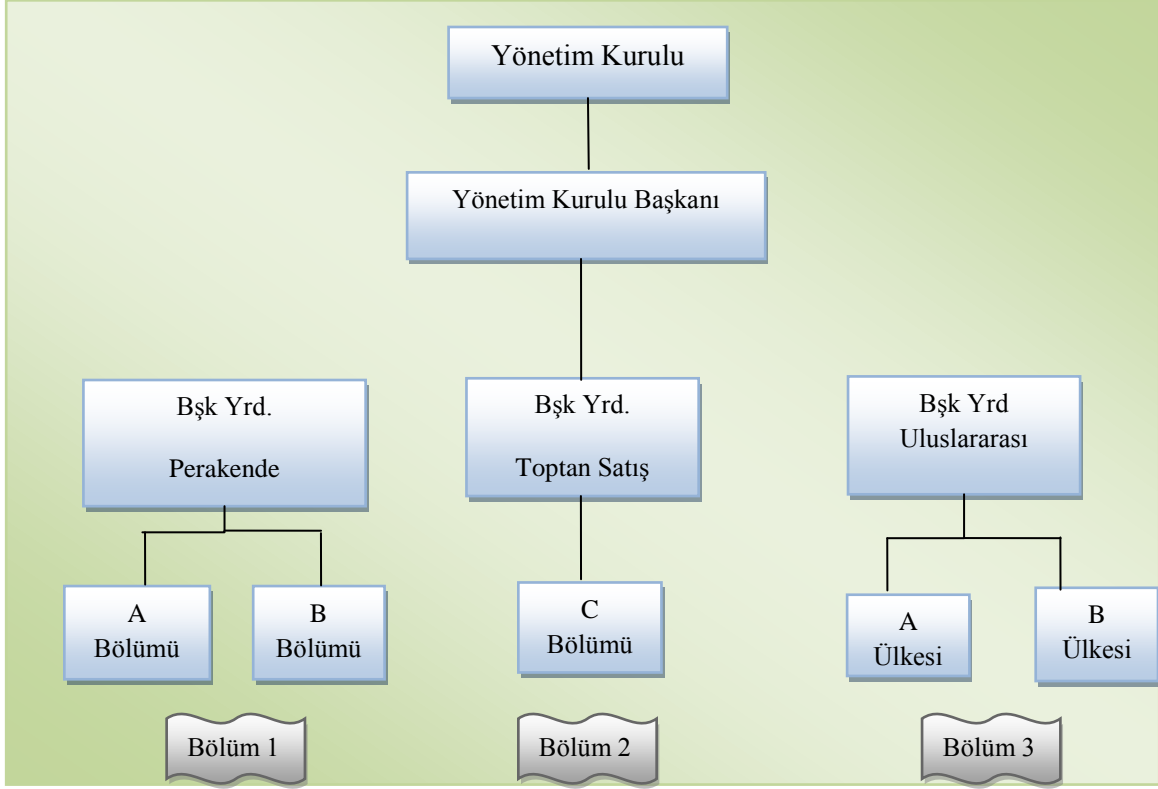 Yönetim Kurulu
Yönetim Kurulu Başkanı
Bşk Yrd.
Perakende
Bşk Yrd.
Toptan Satış
Bşk Yrd
Uluslararası
A
Bölümü
B
Bölümü
C
Bölümü
A
Ülkesi
B
Ülkesi
Bölüm 1
Bölüm 2
Bölüm 3